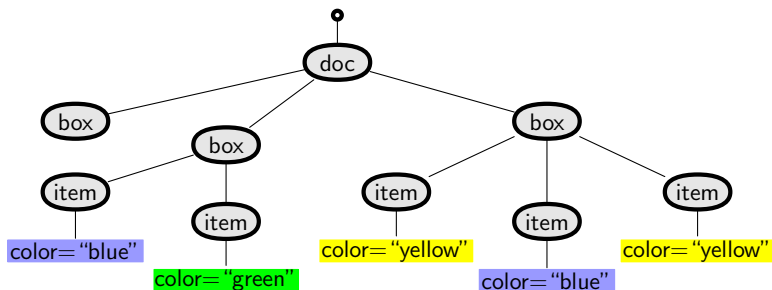 doc
box
box
box
item
item
item
item
item
color=“blue”
color=“green”
color=“yellow”
color=“blue”
color=“yellow”